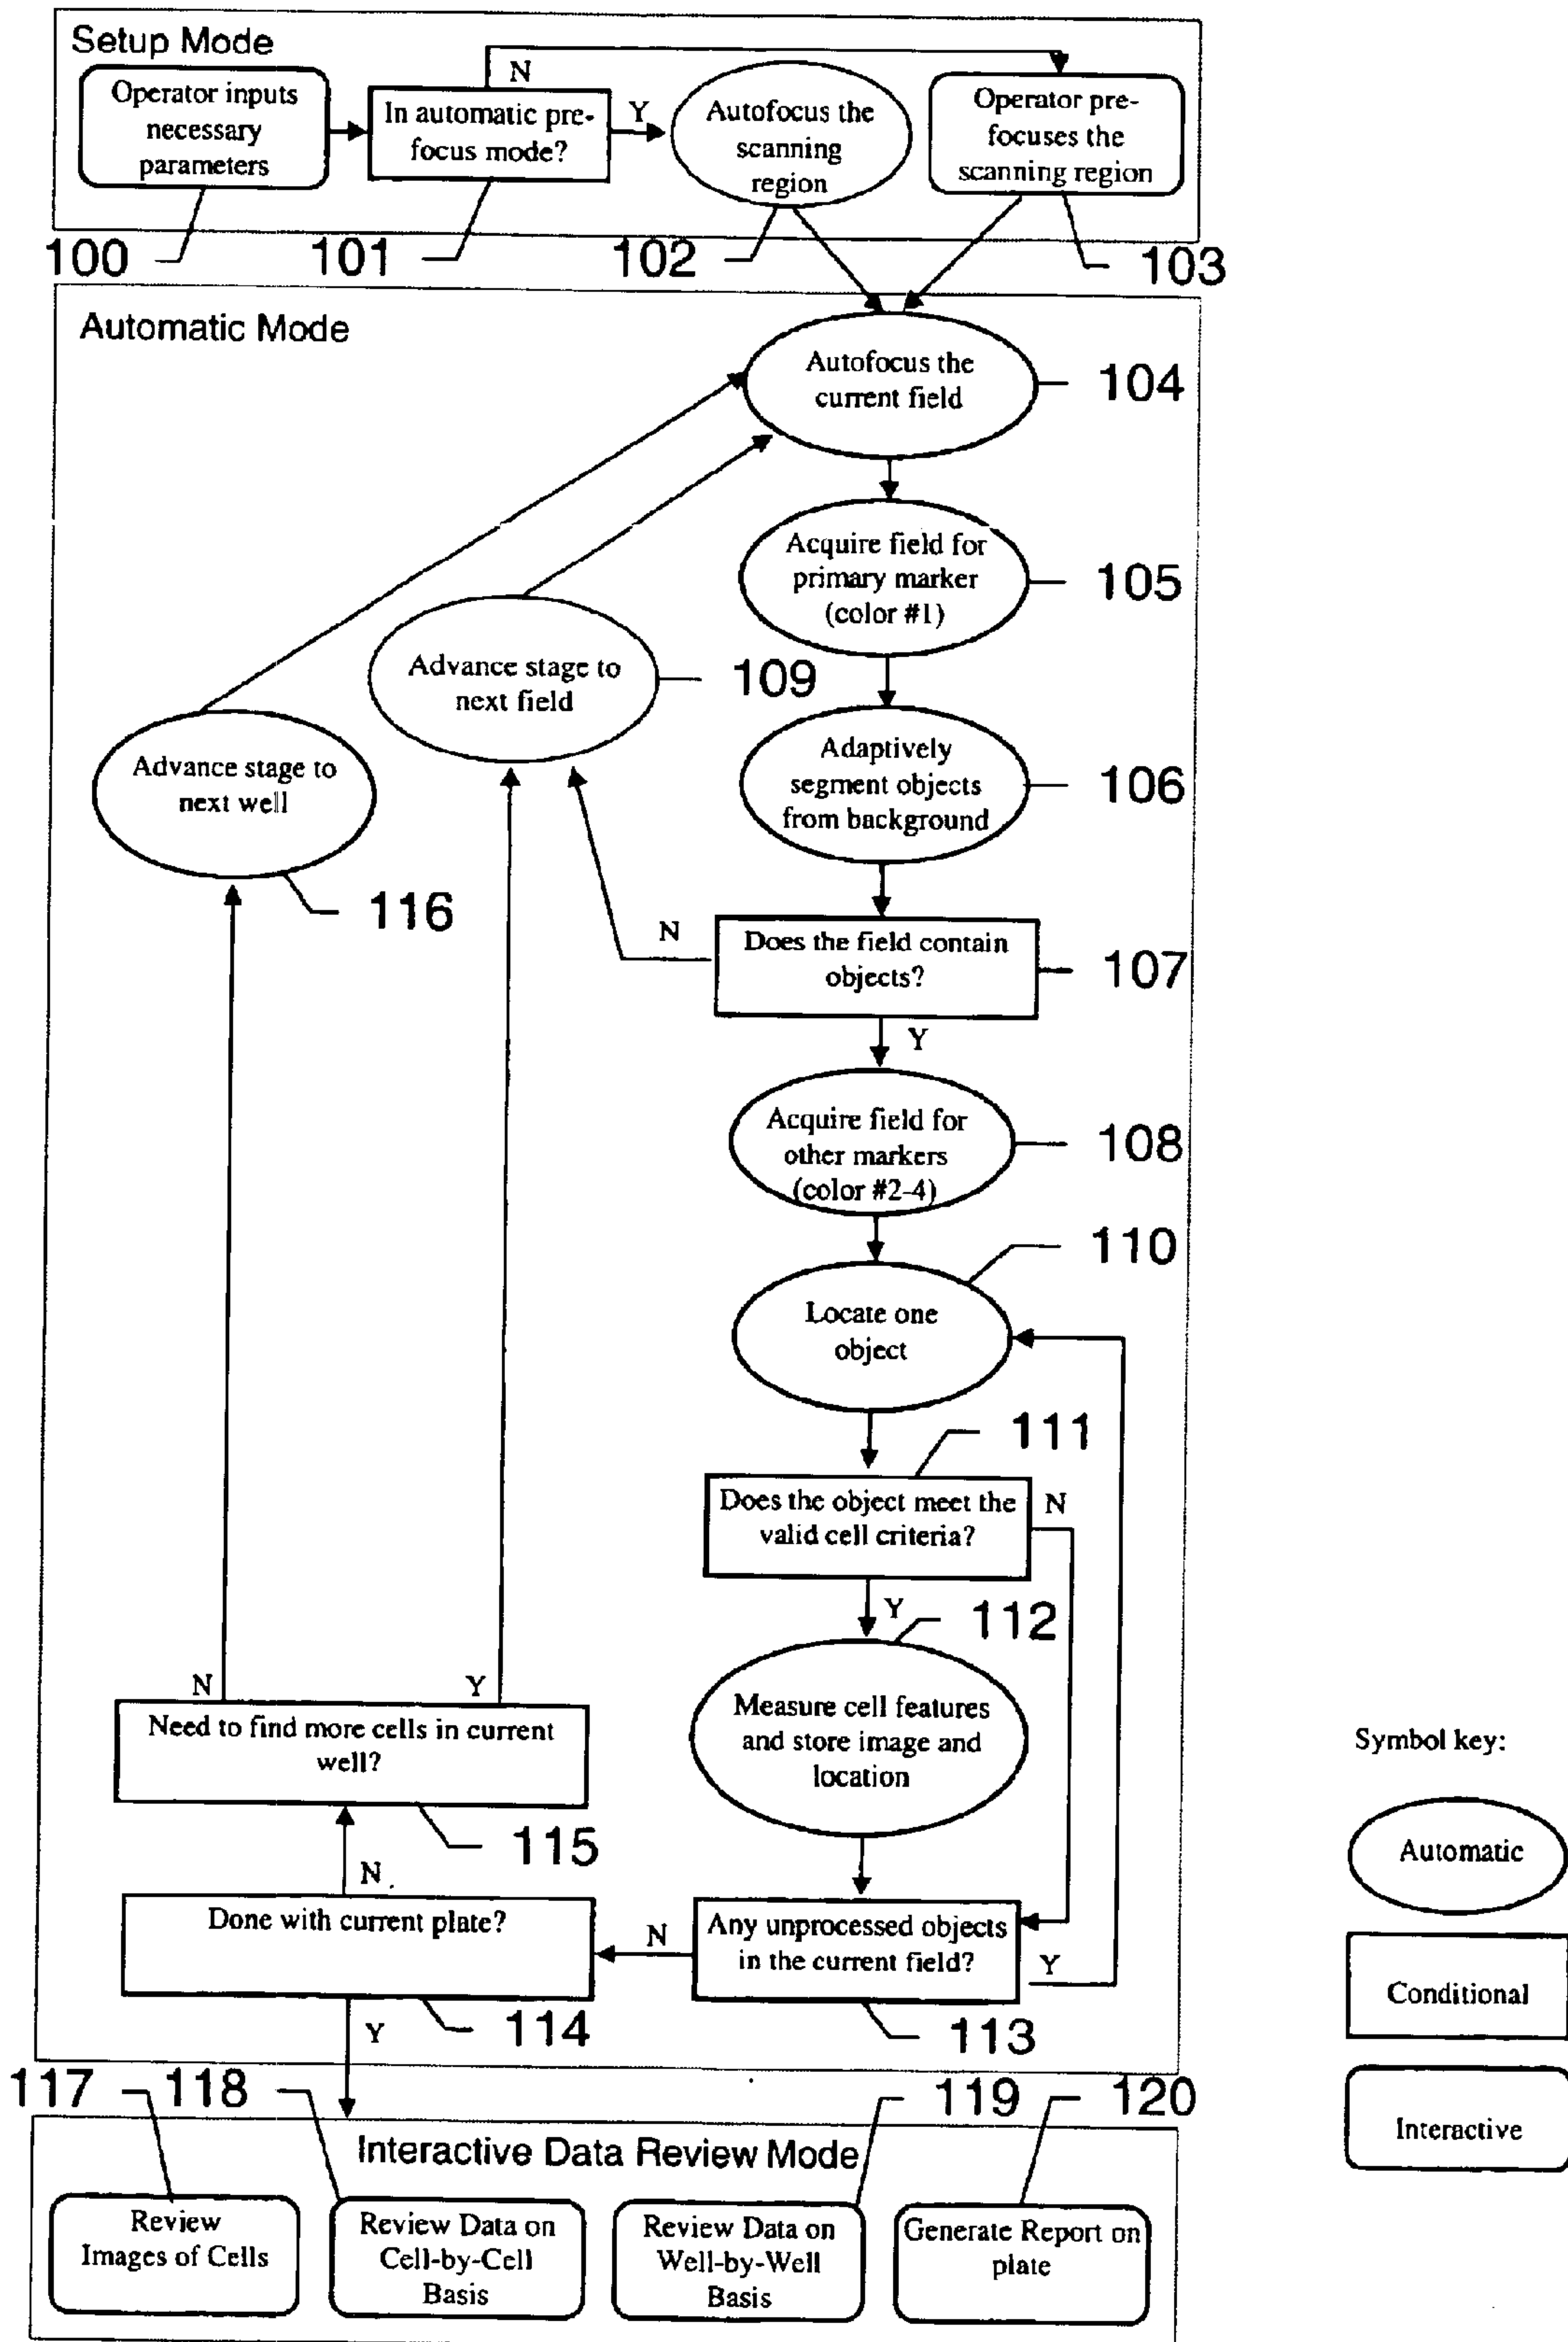 Setup Mode
Operator inputs
necessary
parameters
In automatic pre-
focus mode?
N
Y
Autofocus the
scanning
region
Operator pre-
focuses the
scanning region
100
101
102
103
Automatic Mode
Autofocus the
current field
104
Acquire field for
primary marker
(color #1)
105
Advance stage to
next field
109
Advance stage to
next well
116
Adaptively
segment objects
from background
106
Does the field contain
objects?
107
N
Y
Acquire field for
other markers
(color #2-4)
108
110
Locate one
object
111
Does the object meet the
valid cell criteria?
N
Y
112
Measure cell features
and store image and
location
N
Y
Need to find more cells in current
well?
115
N
Done with current plate?
114
Y
N
Any unprocessed objects
in the current field?
Y
113
117
118
119
120
Interactive Data Review Mode
Review
Images of Cells
Review Data on
Cell-by-Cell
Basis
Review Data on
Well-by-Well
Basis
Generate Report on
plate
Symbol key:
Automatic
Conditional
Interactive